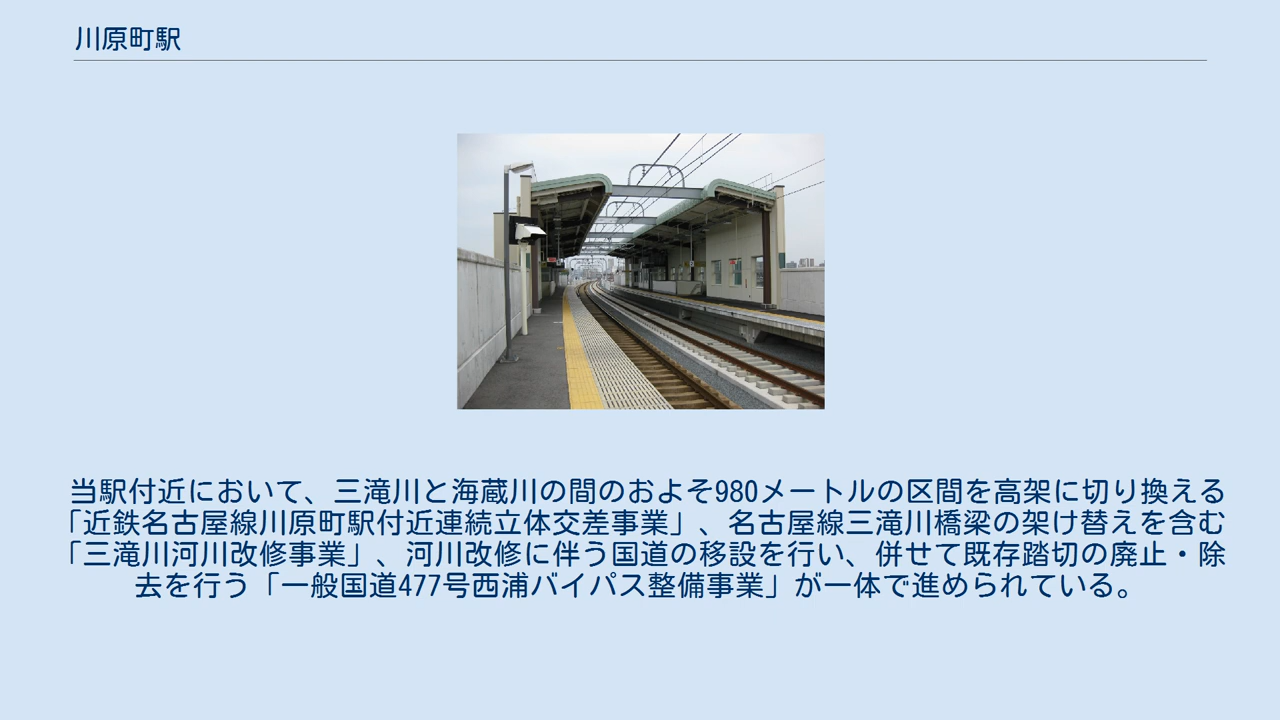 川原町駅
当駅付近において、三滝川と海蔵川の間のおよそ980メートルの区間を高架に切り換える
「近鉄名古屋線川原町駅付近連続立体交差事業」、名古屋線三滝川橋梁の架け替えを含む
「三滝川河川改修事業」、河川改修に伴う国道の移設を行い、併せて既存踏切の廃止・除
去を行う「一般国道477号西浦バイパス整備事業」が一体で進められている。